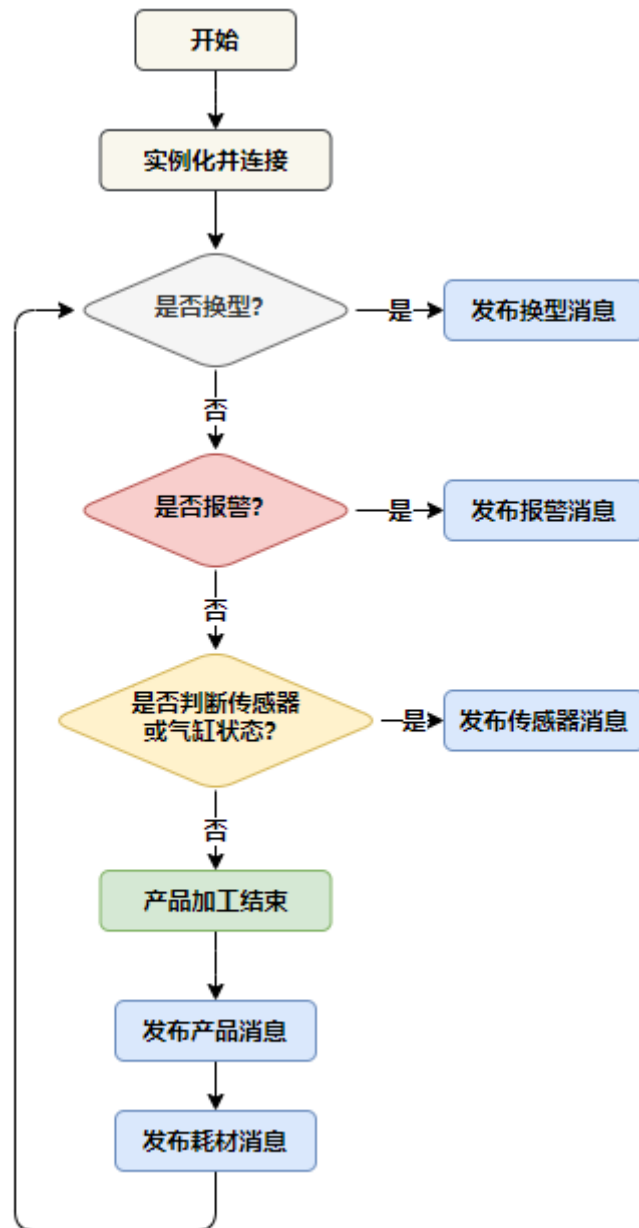 开始
实例化并连接
是否换型?
是
发布换型消息
否
是否报警?
是
发布报警消息
否
是否判断传感器
或气缸状态?
是
发布传感器消息
否
产品加工结束
发布产品消息
发布耗材消息